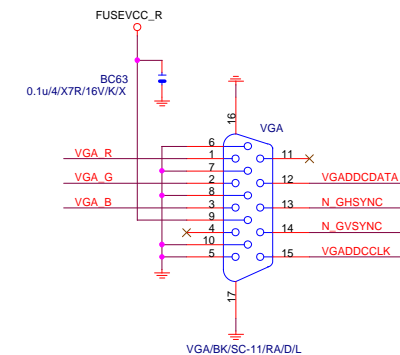 FUSEVCC_R
BC63
0.1u/4/X7R/16V/K/X
16
VGA
6
VGA_R
1
11
7
VGA_G
2
12
VGADDCDATA
8
VGA_B
3
13
N_GHSYNC
9
4
14
N_GVSYNC
10
5
15
VGADDCCLK
17
VGA/BK/SC-11/RA/D/L